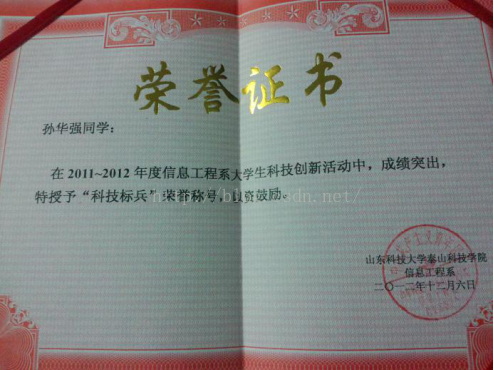 荣誉证书
孙华强同学：
在2011~2012年度信息工程系大学生科技创新活动中，成绩突出，
特授予“科技标兵”荣誉称号，以资鼓励。
山东科技大学泰山科技学院
信息工程系
二〇一二年十二月六日